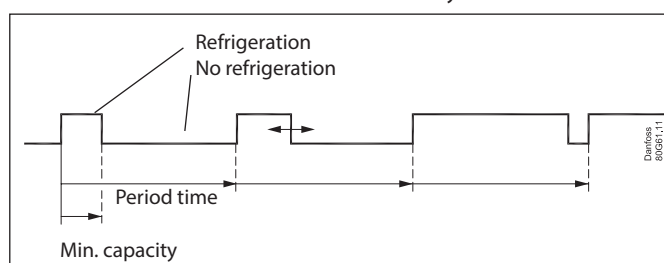 Refrigeration
No refrigeration
Period time
Min. capacity
Danfoss
80G61.11